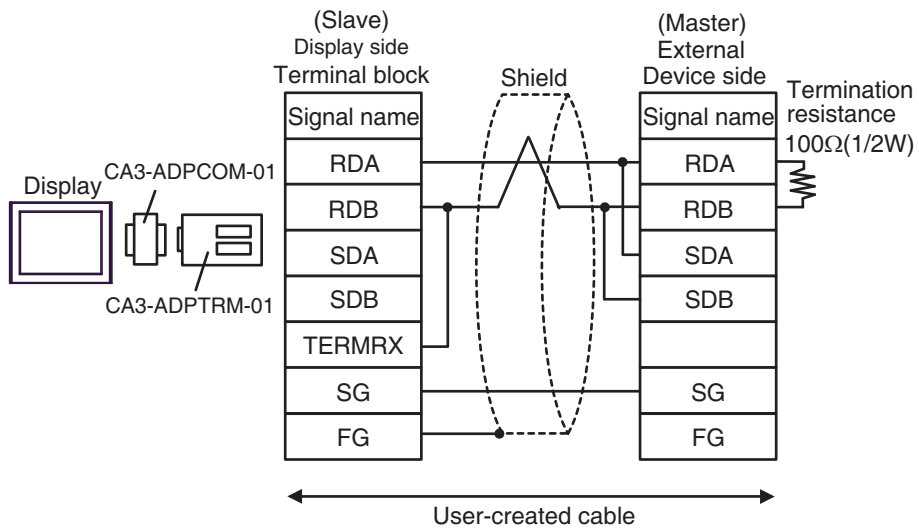 (Slave)
Display side
Terminal block
Signal name
RDA
RDB
SDA
SDB
TERMRX
SG
FG
Display
CA3-ADPCOM-01
CA3-ADPTRM-01
Shield
(Master)
External
Device side
Signal name
RDA
RDB
SDA
SDB
SG
FG
Termination
resistance
100Ω(1/2W)
User-created cable